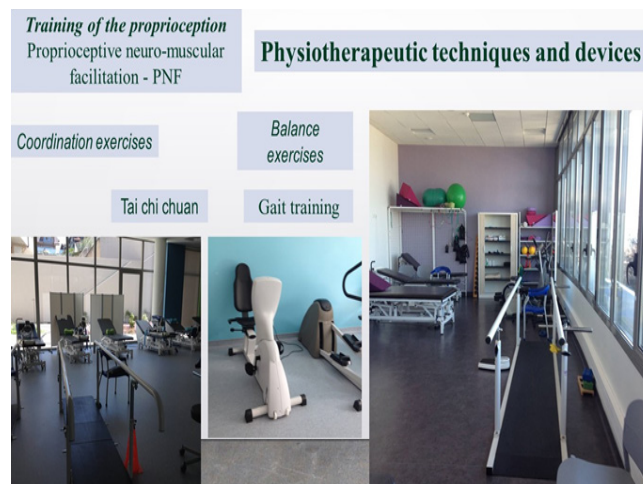 Training of the proprioception
Proprioceptive neuro-muscular
facilitation - PNF
Physiotherapeutic techniques and devices
Coordination exercises
Balance
exercises
Tai chi chuan
Gait training